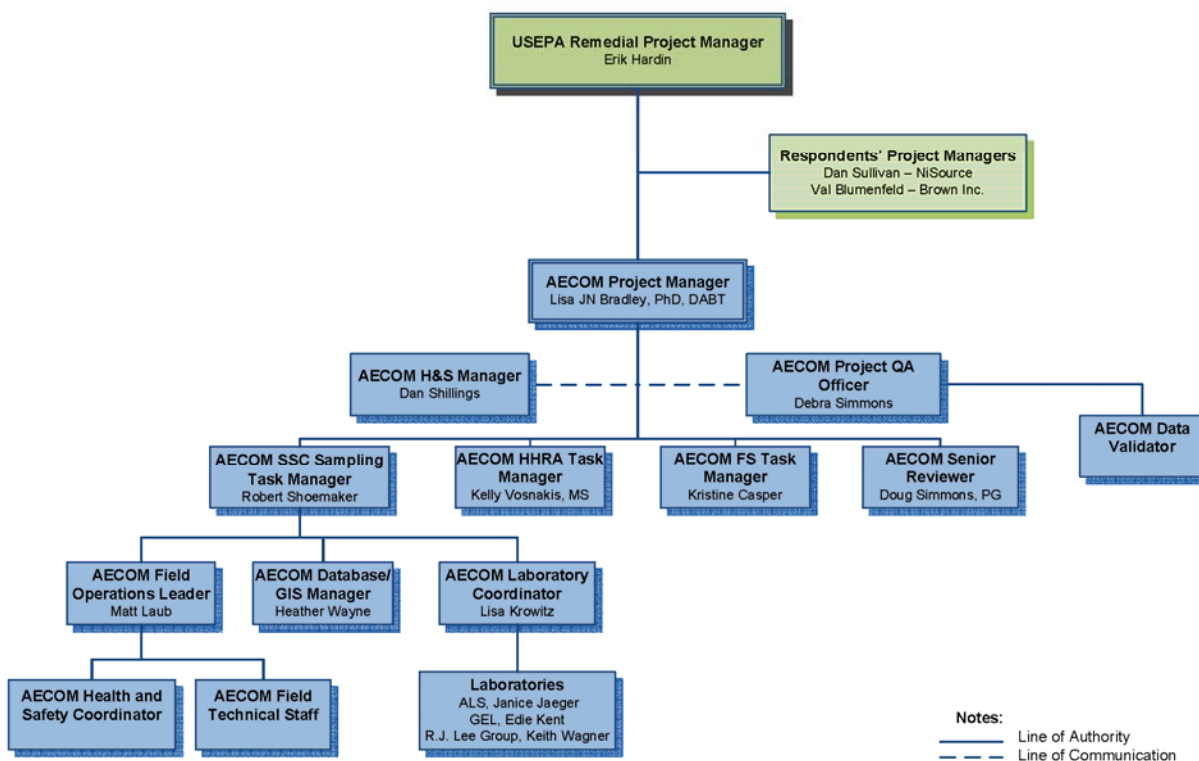 USEPA Remedial Project Manager
Erik Hardin
Respondents' Project Managers
Dan Sullivan – NiSource
Val Blumenfeld – Brown Inc.
AECOM Project Manager
Lisa JN Bradley, PhD, DABT
AECOM H&S Manager
Dan Shillings
AECOM Project QA
Officer
Debra Simmons
AECOM Data
Validator
AECOM SSC Sampling
Task Manager
Robert Shoemaker
AECOM HHRA Task
Manager
Kelly Vosnakis, MS
AECOM FS Task
Manager
Kristine Casper
AECOM Senior
Reviewer
Doug Simmons, PG
AECOM Field
Operations Leader
Matt Laub
AECOM Database/
GIS Manager
Heather Wayne
AECOM Laboratory
Coordinator
Lisa Krowitz
AECOM Health and
Safety Coordinator
AECOM Field
Technical Staff
Laboratories
ALS, Janice Jaeger
GEL, Edie Kent
R.J. Lee Group, Keith Wagner
Notes:
Line of Authority
Line of Communication